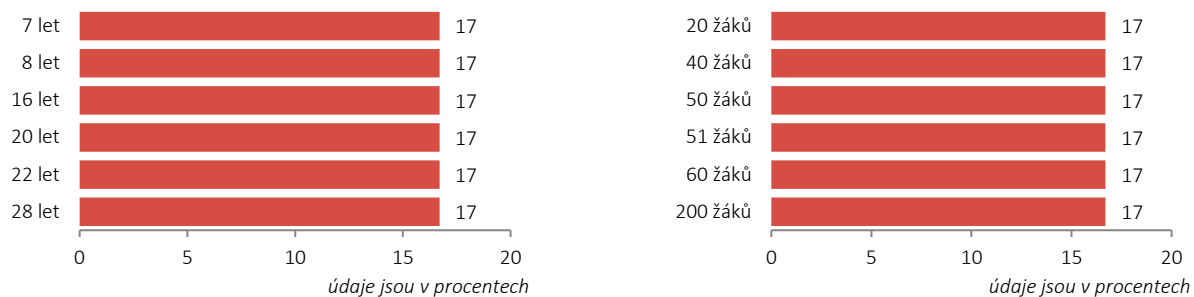 7 let 17
8 let 17
16 let 17
20 let 17
22 let 17
28 let 17
0 5 10 15 20
údaje jsou v procentech
20 žáků 17
40 žáků 17
50 žáků 17
51 žáků 17
60 žáků 17
200 žáků 17
0 5 10 15 20
údaje jsou v procentech